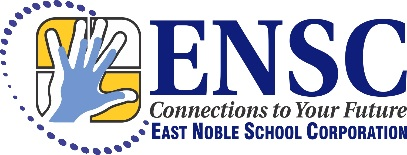 ENSC
Connections to Your Future
EAST NOBLE SCHOOL CORPORATION